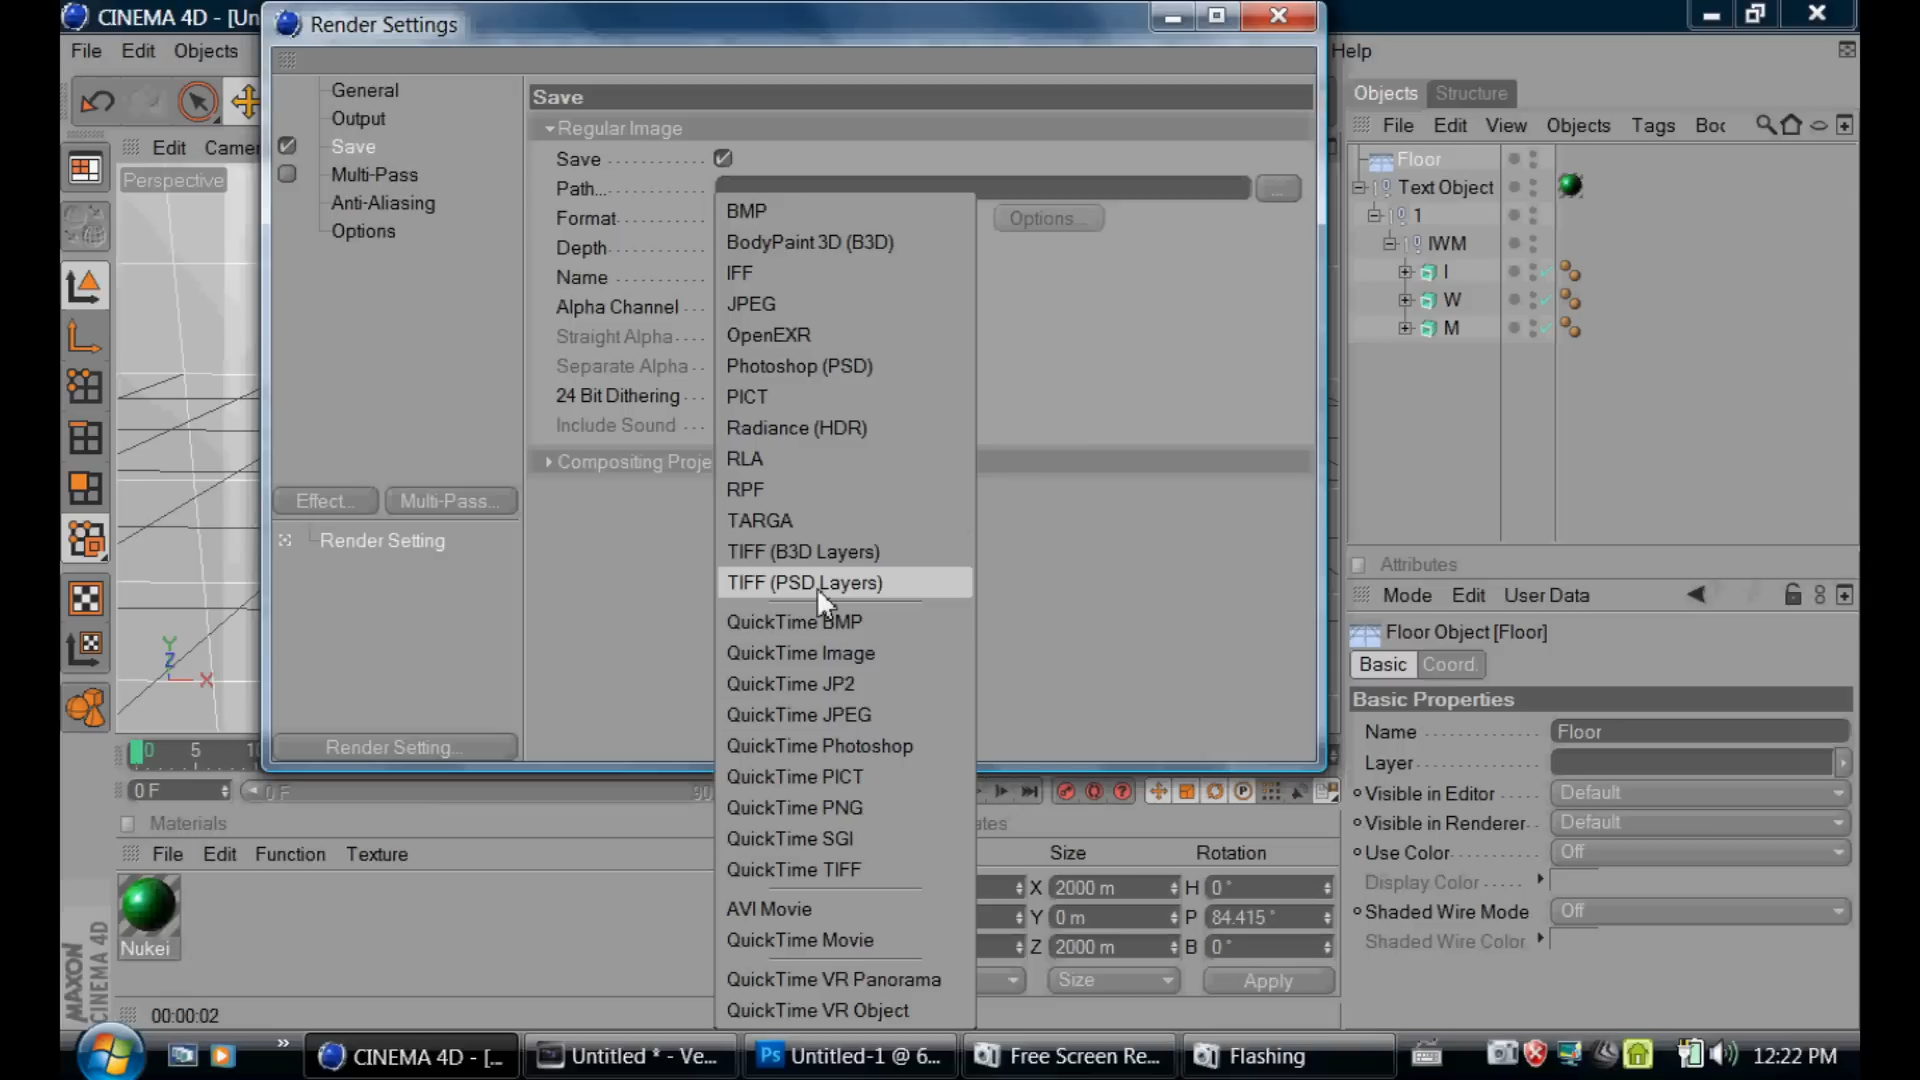 CINEMA 4D - [Un
Render Settings
File Edit Objects
Help
General
Output
Save
Multi-Pass
Anti-Aliasing
Options
Effect...
Multi-Pass...
Render Setting
Render Setting...
Save
Regular Image
Save
Path...
Format
Options...
Depth
Name
Alpha Channel
Straight Alpha
Separate Alpha
24 Bit Dithering
Include Sound
Compositing Proje
BMP
BodyPaint 3D (B3D)
IFF
JPEG
OpenEXR
Photoshop (PSD)
PICT
Radiance (HDR)
RLA
RPF
TARGA
TIFF (B3D Layers)
TIFF (PSD Layers)
QuickTime BMP
QuickTime Image
QuickTime JP2
QuickTime JPEG
QuickTime Photoshop
QuickTime PICT
QuickTime PNG
QuickTime SGI
QuickTime TIFF
AVI Movie
QuickTime Movie
QuickTime VR Panorama
QuickTime VR Object
Edit Camer
Perspective
Y
Z
X
0 5 10
0 F
0 F
90
Materials
File Edit Function Texture
Nukei
MAXON
CINEMA 4D
00:00:02
ates
Size Rotation
X 2000 m H 0 °
Y 0 m P 84.415 °
Z 2000 m B 0 °
Size Apply
Objects Structure
File Edit View Objects Tags Boo
Floor
Text Object
1
IWM
I
W
M
Attributes
Mode Edit User Data
Floor Object [Floor]
Basic Coord.
Basic Properties
Name Floor
Layer
Visible in Editor Default
Visible in Renderer Default
Use Color Off
Display Color
Shaded Wire Mode Off
Shaded Wire Color
CINEMA 4D - [...
Untitled * - Ve...
Ps Untitled-1 @ 6...
Free Screen Re...
Flashing
12:22 PM